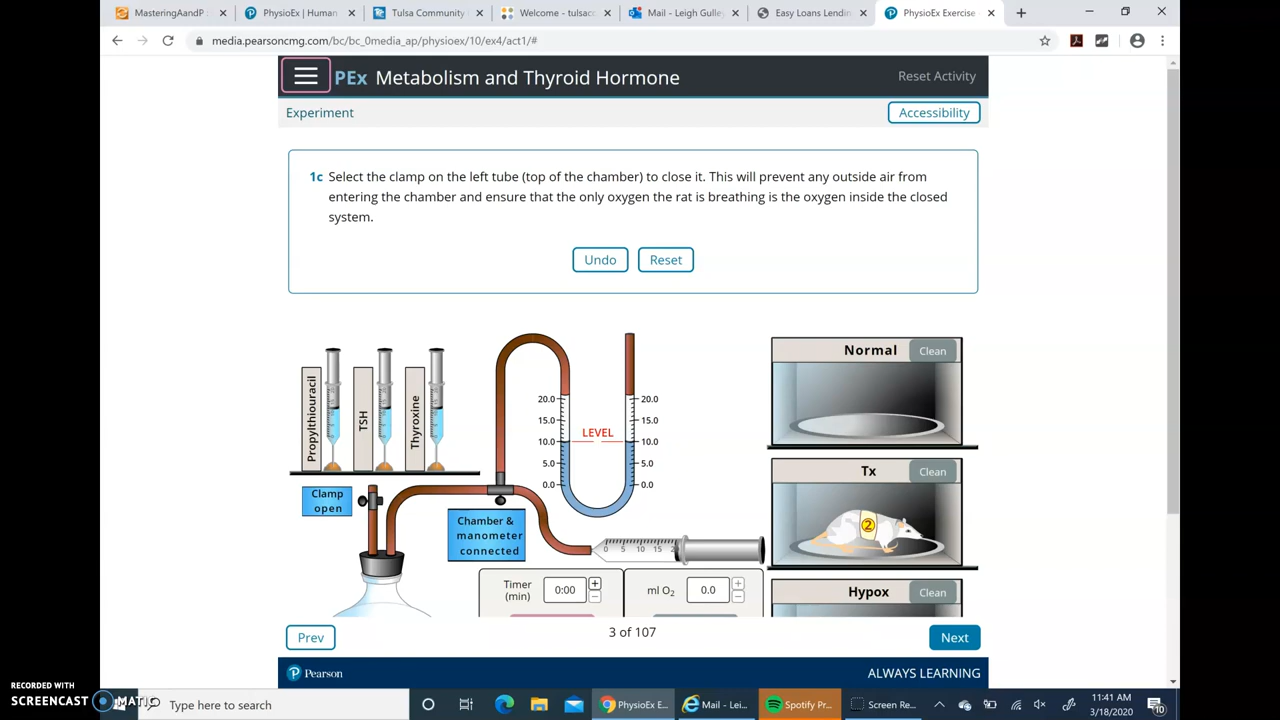 MasteringAandP
PhysioEx | Human
Tulsa Community
Welcome - tulsacc
Mail - Leigh Gulley
Easy Loans Lendin
PhysioEx Exercise
media.pearsoncmg.com/bc/bc_0media_ap/physioex/10/ex4/act1/#
PEx Metabolism and Thyroid Hormone
Reset Activity
Experiment
Accessibility
1c Select the clamp on the left tube (top of the chamber) to close it. This will prevent any outside air from
entering the chamber and ensure that the only oxygen the rat is breathing is the oxygen inside the closed
system.
Undo
Reset
Propylthiouracil
TSH
Thyroxine
20.0 20.0
15.0 15.0
LEVEL
10.0 10.0
5.0 5.0
0.0 0.0
Normal
Clean
Tx
Clean
2
Clamp
open
Chamber &
manometer
connected
0 5 10 15 20
Hypox
Clean
Timer
(min)
0:00
+
−
ml O2
0.0
+
−
Prev
3 of 107
Next
Pearson
ALWAYS LEARNING
RECORDED WITH
SCREENCAST MATIC
Type here to search
PhysioEx E...
Mail - Lei...
Spotify Pr...
Screen Re...
11:41 AM
3/18/2020
10